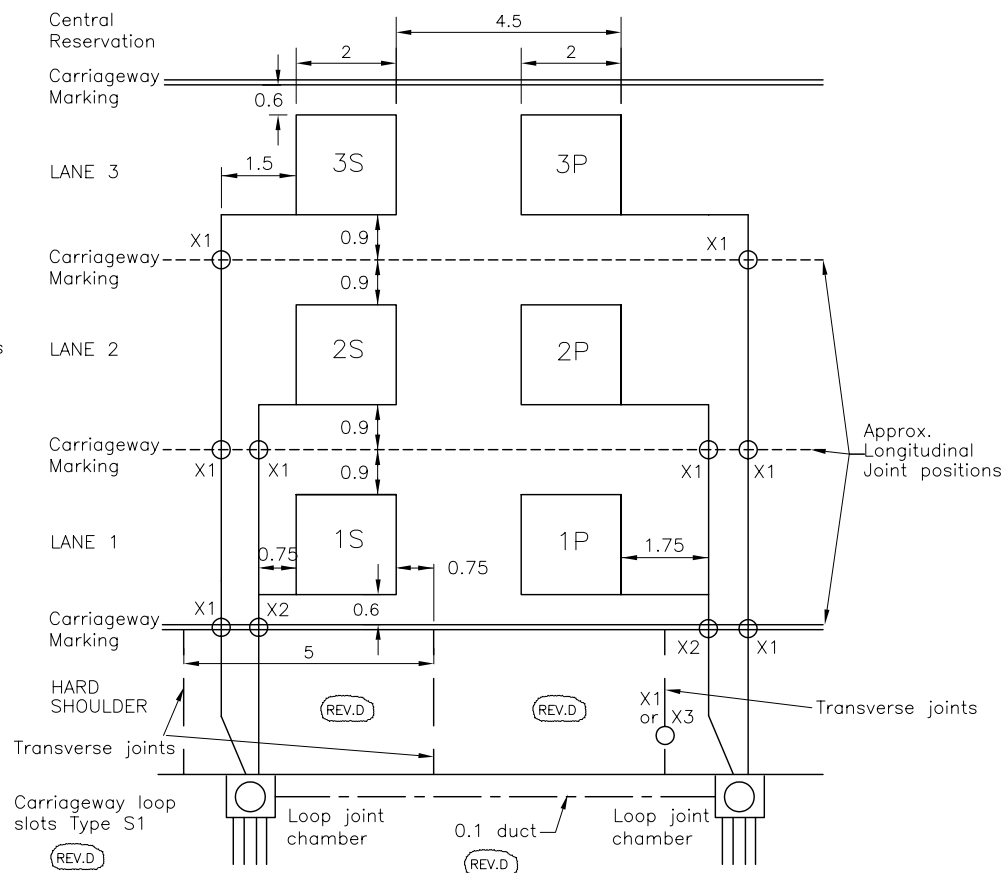 Central
Reservation
4.5
2
2
Carriageway
Marking
0.6
LANE 3
3S
3P
1.5
X1
0.9
X1
Carriageway
Marking
0.9
s
LANE 2
2S
2P
0.9
Carriageway
Marking
X1
X1
X1
X1
0.9
Approx.
Longitudinal
Joint positions
LANE 1
1S
1P
0.75
0.75
1.75
0.6
X1
X2
Carriageway
Marking
X2
X1
5
HARD
SHOULDER
REV.D
REV.D
X1
or X3
Transverse joints
Transverse joints
Carriageway loop
slots Type S1
Loop joint
chamber
0.1 duct
Loop joint
chamber
REV.D
REV.D